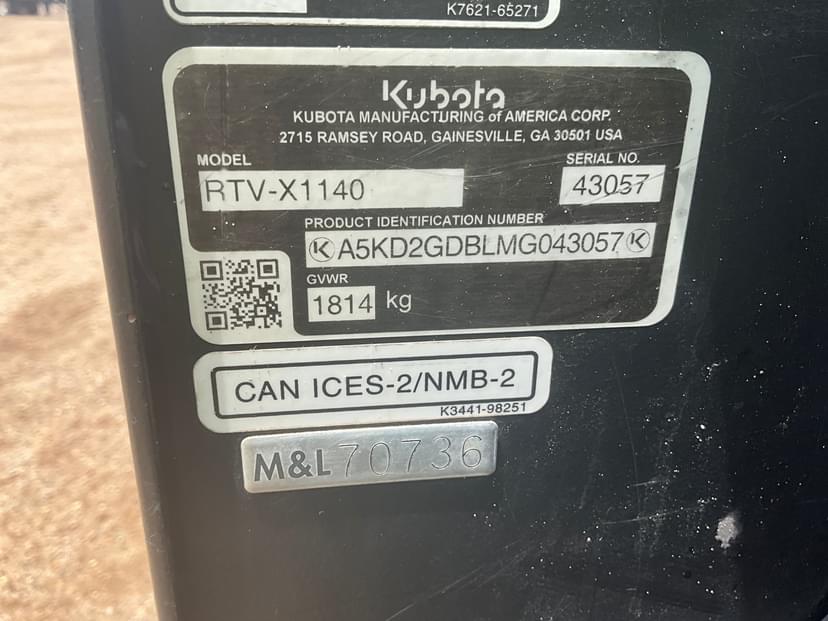 K7621-65271
Kubota
KUBOTA MANUFACTURING of AMERICA CORP.
2715 RAMSEY ROAD, GAINESVILLE, GA 30501 USA
MODEL
SERIAL NO.
RTV-X1140
43057
PRODUCT IDENTIFICATION NUMBER
A5KD2GDBLMG043057
GVWR
1814 kg
CAN ICES-2/NMB-2
K3441-98251
M&L 70736